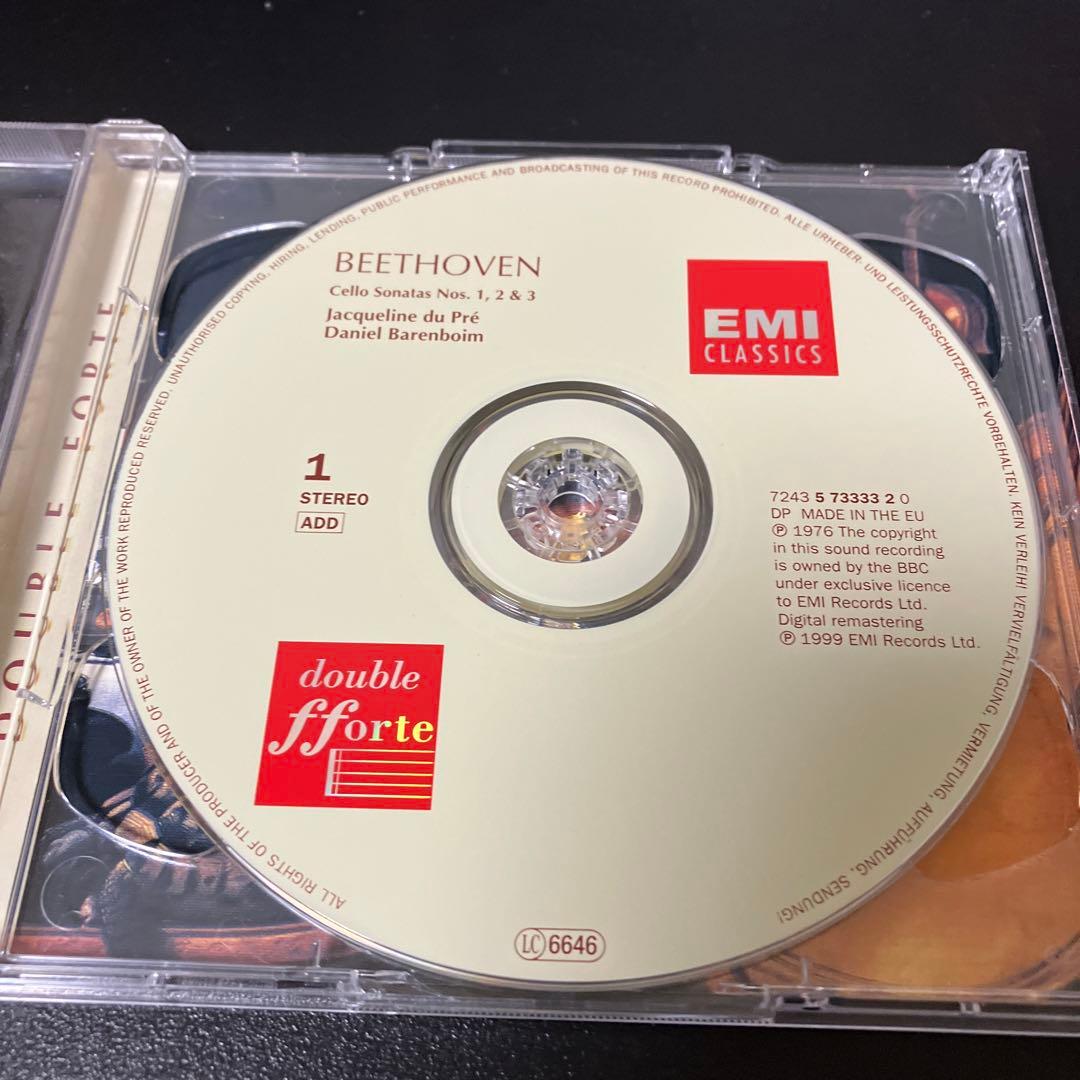 BEETHOVEN
Cello Sonatas Nos. 1, 2 & 3
Jacqueline du Pré
Daniel Barenboim
EMI
CLASSICS
1
STEREO
ADD
7243 5 73333 2 0
DP MADE IN THE EU
℗ 1976 The copyright
in this sound recording
is owned by the BBC
under exclusive licence
to EMI Records Ltd.
Digital remastering
℗ 1999 EMI Records Ltd.
double
fforte
LC 6646
ALL RIGHTS OF THE PRODUCER AND OF THE OWNER OF THE WORK REPRODUCED RESERVED. UNAUTHORISED COPYING, HIRING, LENDING, PUBLIC PERFORMANCE AND BROADCASTING OF THIS RECORD PROHIBITED. ALLE URHEBER- UND LEISTUNGSSCHUTZRECHTE VORBEHALTEN. KEIN VERLEIH! VERVIELFÄLTIGUNG, VERMIETUNG, AUFFÜHRUNG, SENDUNG!
DOUBLE FORTE